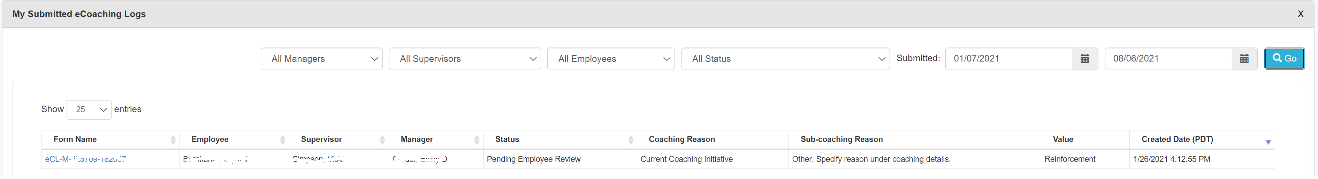 My Submitted eCoaching Logs X
All Managers All Supervisors All Employees All Status Submitted: 01/07/2021 08/06/2021 Go
Show 25 entries
Form Name Employee Supervisor Manager Status Coaching Reason Sub-coaching Reason Value Created Date (PDT)
Pending Employee Review Current Coaching Initiative Other: Specify reason under coaching details. Reinforcement 1/26/2021 4:12:55 PM